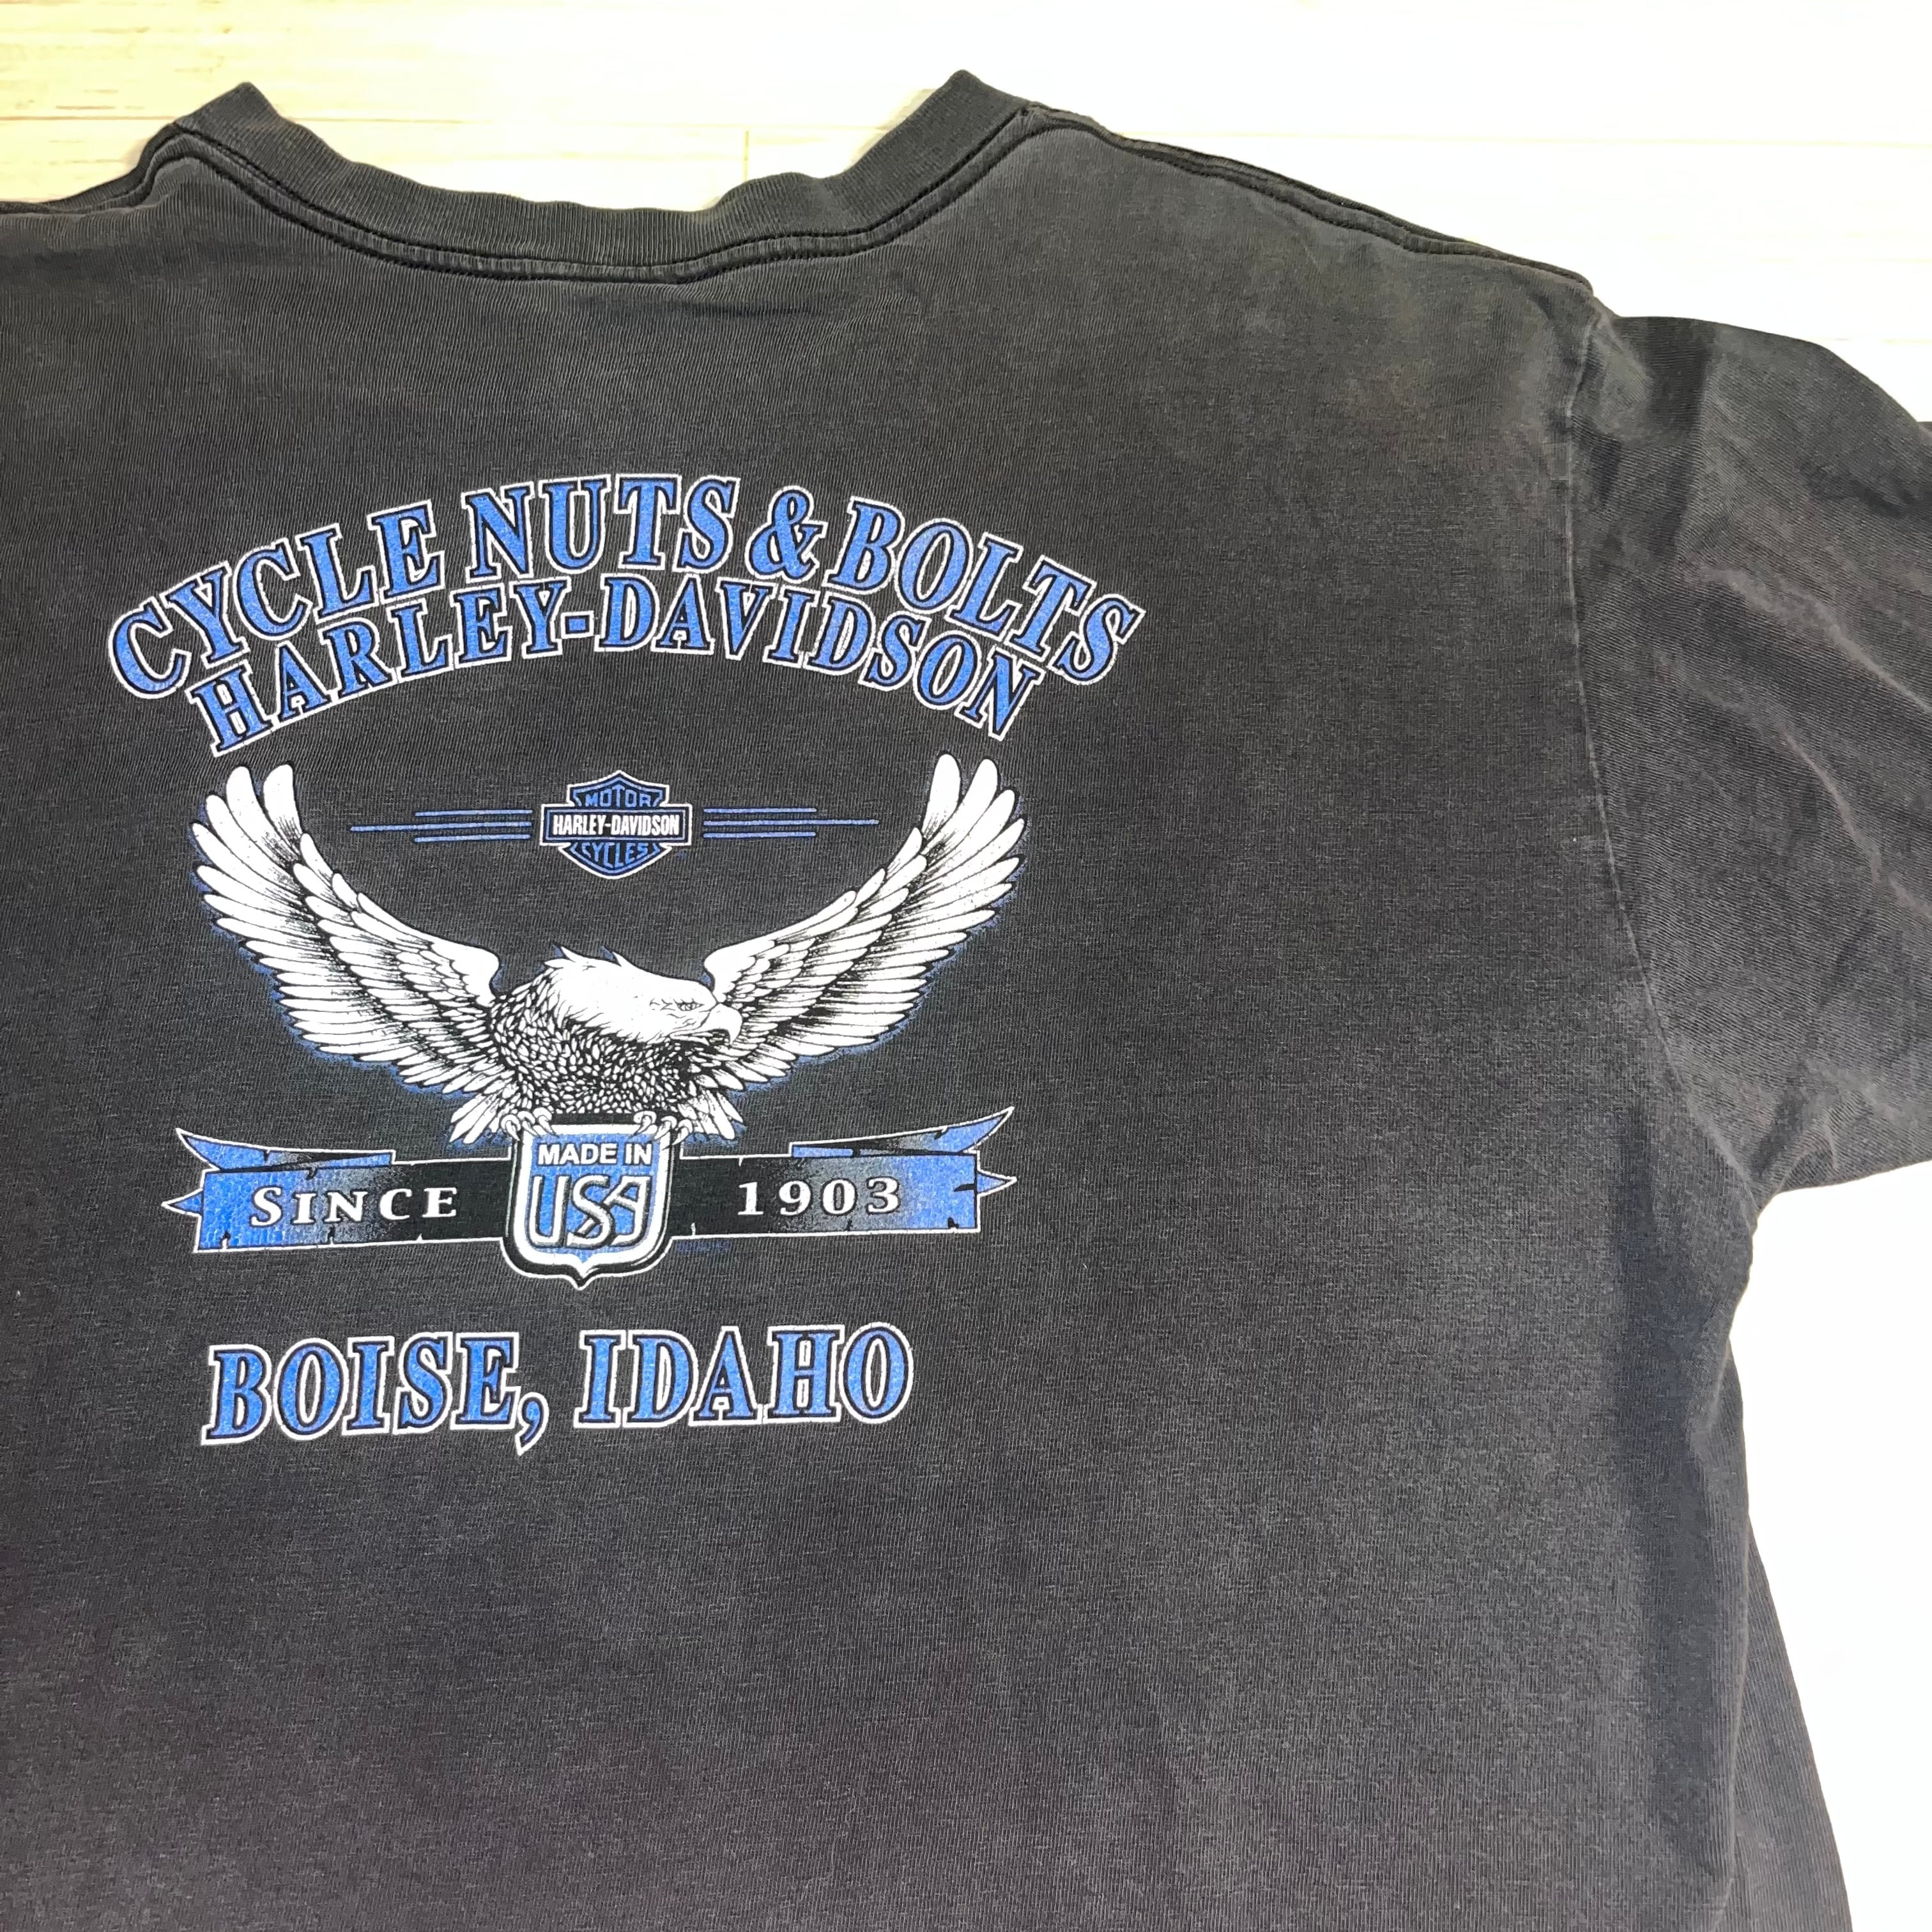 CYCLE NUTS & BOLTS
HARLEY-DAVIDSON
MOTOR
HARLEY-DAVIDSON
CYCLES
MADE IN
USA
SINCE 1903
BOISE, IDAHO